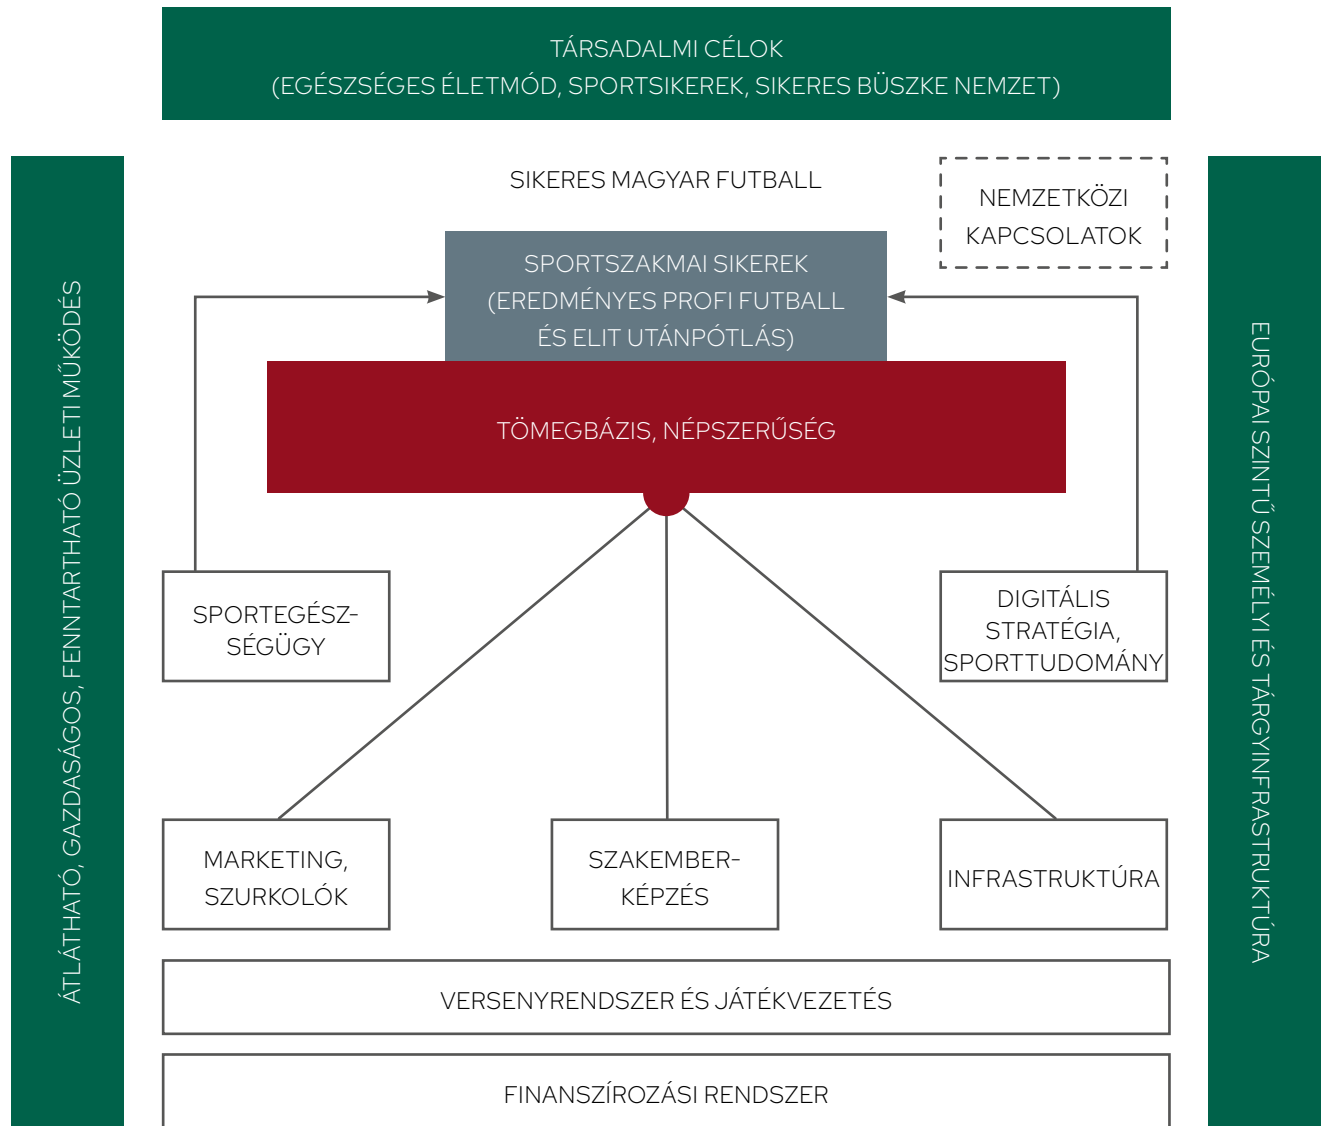 TÁRSADALMI CÉLOK
(EGÉSZSÉGES ÉLETMÓD, SPORTSIKEREK, SIKERES BÜSZKE NEMZET)
SIKERES MAGYAR FUTBALL
NEMZETKÖZI
KAPCSOLATOK
SPORTSZAKMAI SIKEREK
(EREDMÉNYES PROFI FUTBALL
ÉS ELIT UTÁNPÓTLÁS)
TÖMEGBÁZIS, NÉPSZERŰSÉG
ÁTLÁTHATÓ, GAZDASÁGOS, FENNTARTHATÓ ÜZLETI MŰKÖDÉS
EURÓPAI SZINTŰ SZEMÉLYI ÉS TÁRGYINFRASTRUKTÚRA
SPORTEGÉSZ-
SÉGÜGY
DIGITÁLIS
STRATÉGIA,
SPORTTUDOMÁNY
MARKETING,
SZURKOLÓK
SZAKEMBER-
KÉPZÉS
INFRASTRUKTÚRA
VERSENYRENDSZER ÉS JÁTÉKVEZETÉS
FINANSZÍROZÁSI RENDSZER